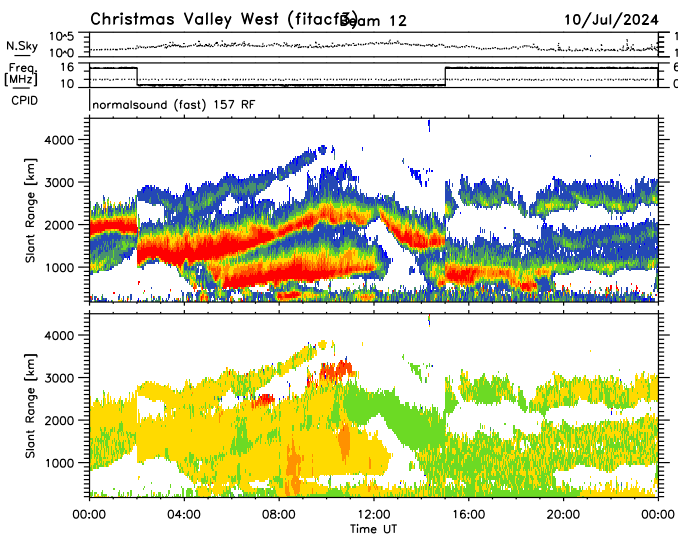 Christmas Valley West (fitacf3) Beam 12 10/Jul/2024
N.Sky 10^5
10^0
Freq. [MHz] 16
10
CPID normalsound (fast) 157 RF
Slant Range [km] 4000
3000
2000
1000
Slant Range [km] 4000
3000
2000
1000
00:00 04:00 08:00 12:00 16:00 20:00 00:00
Time UT